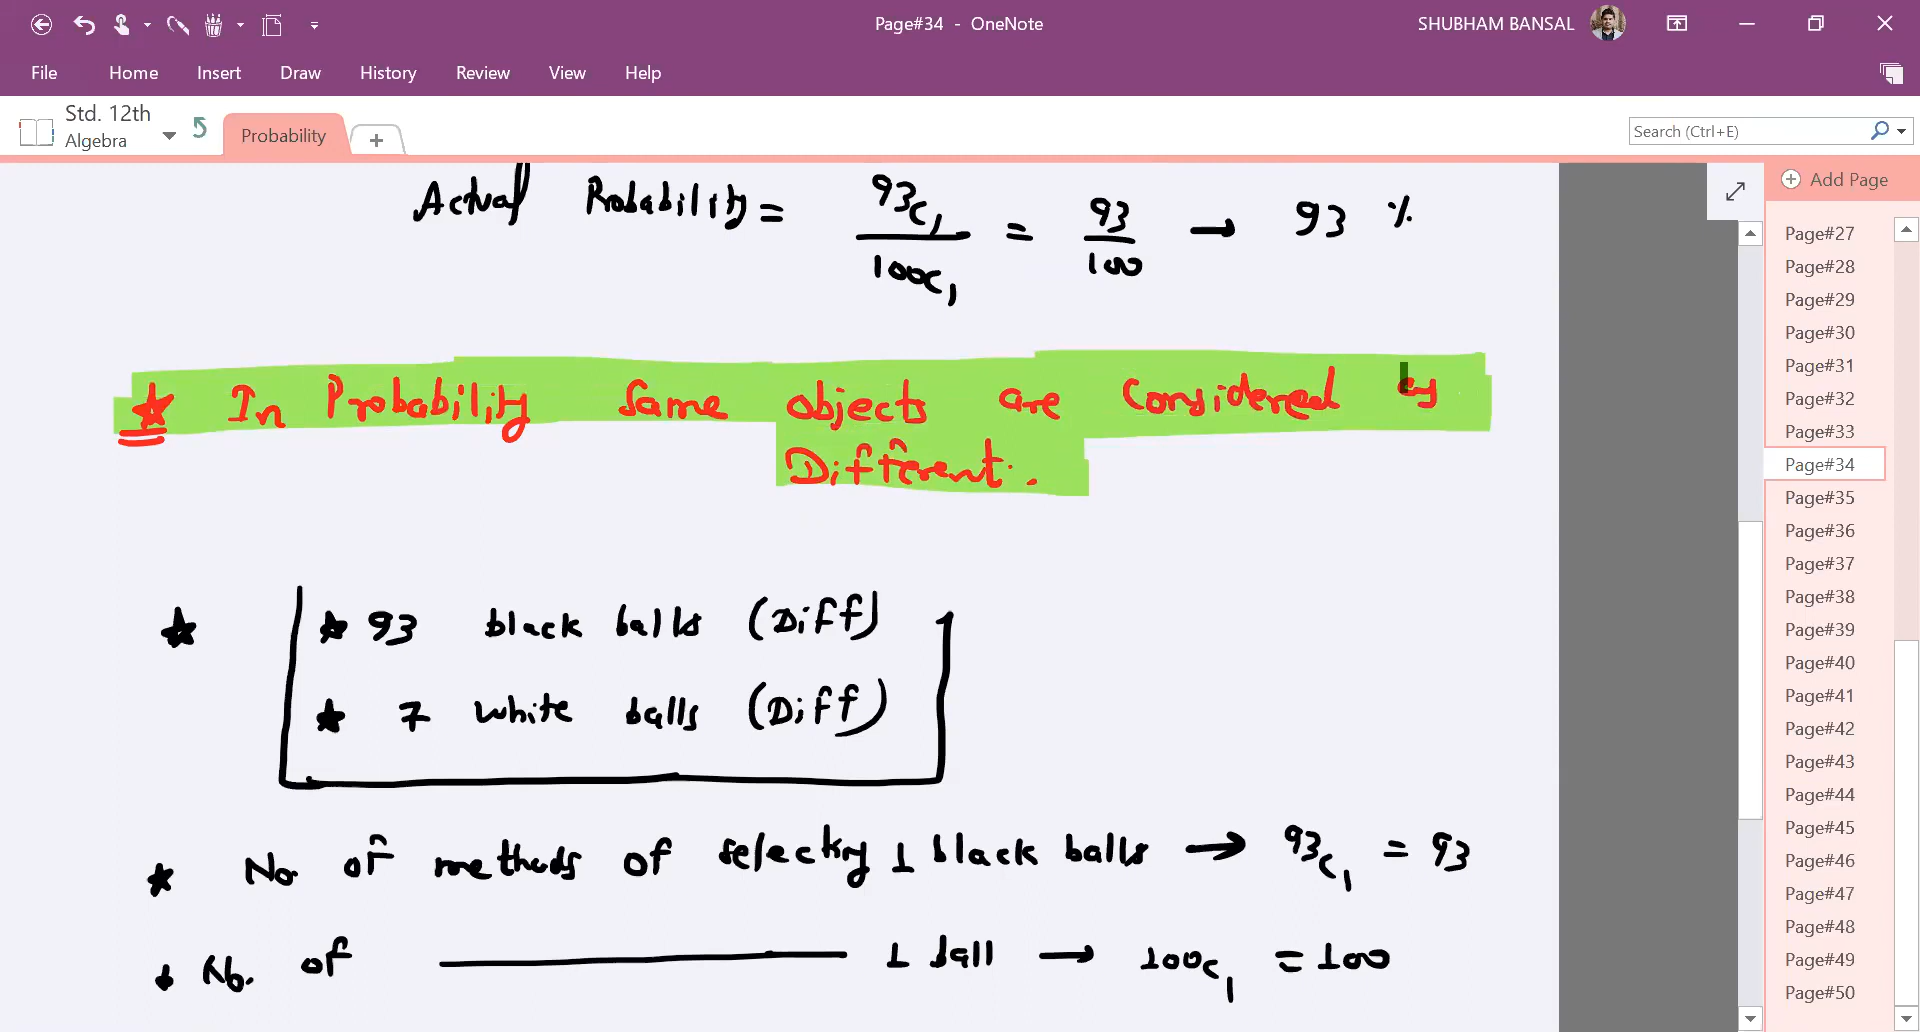 Page#34 - OneNote
SHUBHAM BANSAL
File Home Insert Draw History Review View Help
Std. 12th
Algebra
Probability
Search (Ctrl+E)
Actual Probability = 93c1 / 100c1 = 93 / 100 → 93 %
★ In Probability Same objects are Considered as
Different.
★ 93 black balls (Diff)
★ 7 white balls (Diff)
★ No of methods of selecting 1 black balls → 93c1 = 93
No. of 1 ball → 100c1 = 100
Add Page
Page#27
Page#28
Page#29
Page#30
Page#31
Page#32
Page#33
Page#34
Page#35
Page#36
Page#37
Page#38
Page#39
Page#40
Page#41
Page#42
Page#43
Page#44
Page#45
Page#46
Page#47
Page#48
Page#49
Page#50